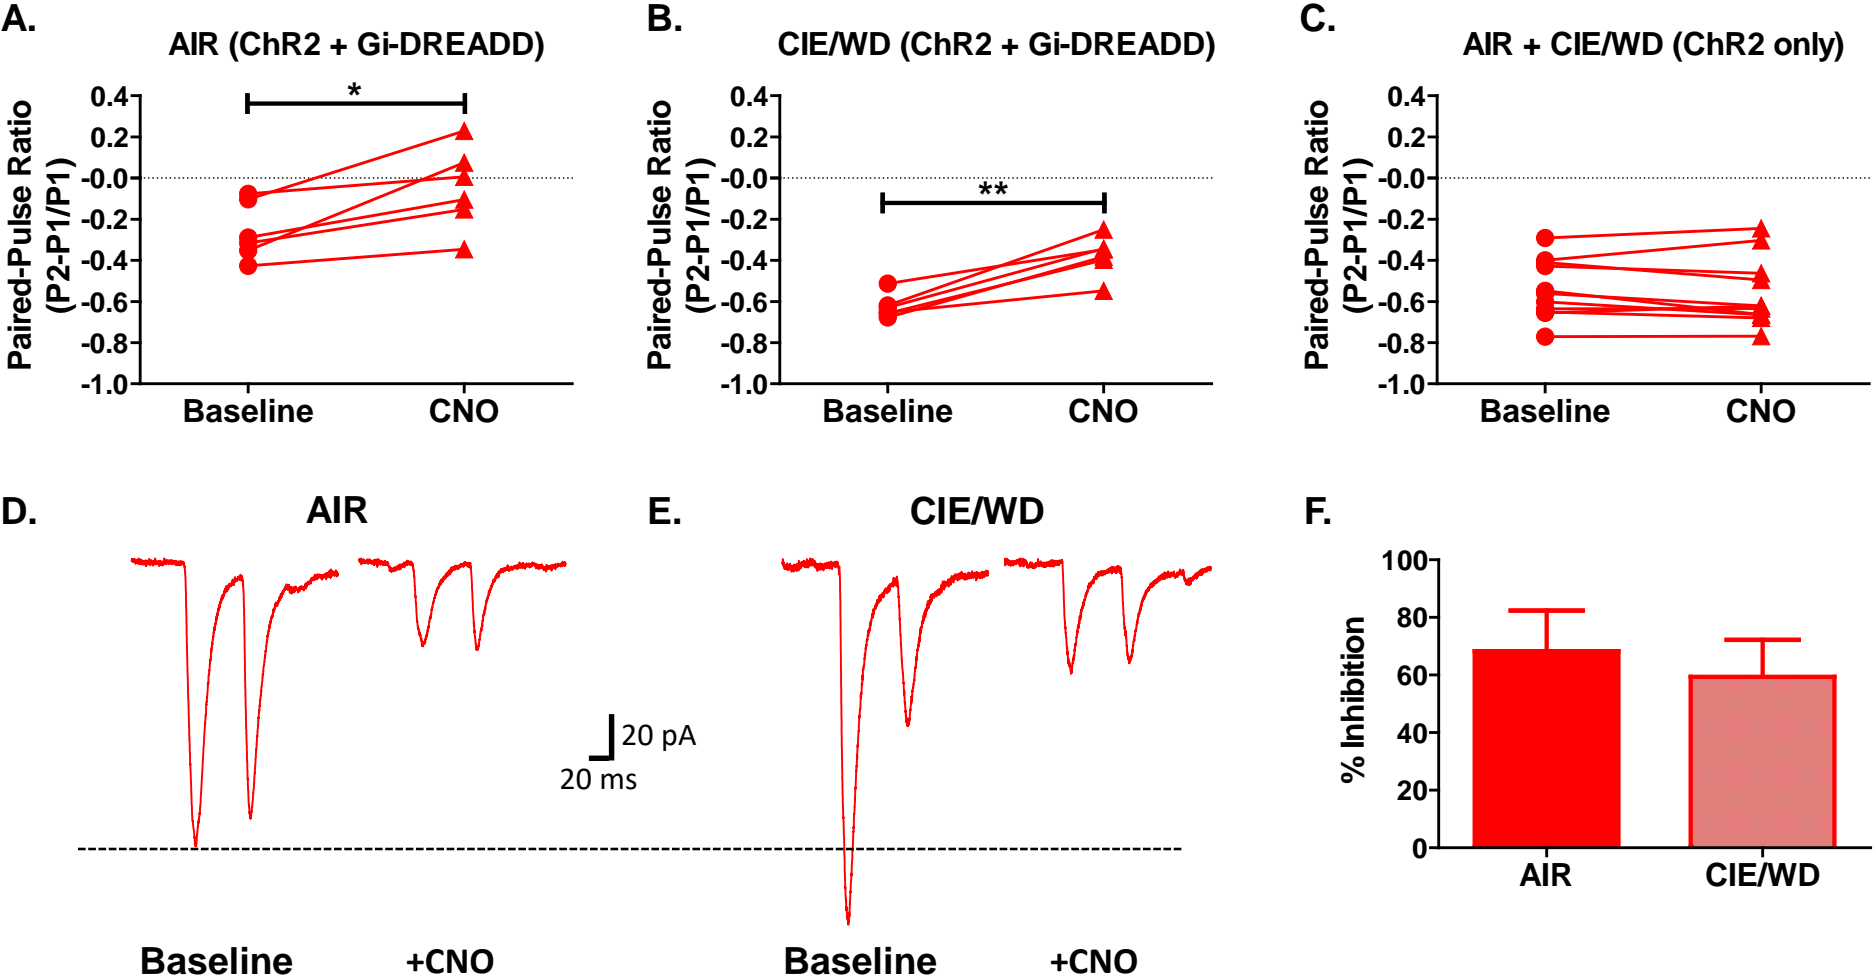 A.
AIR (ChR2 + Gi-DREADD)
Paired-Pulse Ratio
(P2-P1/P1)
0.4
0.2
-0.0
-0.2
-0.4
-0.6
-0.8
-1.0
*
Baseline
CNO
B.
CIE/WD (ChR2 + Gi-DREADD)
Paired-Pulse Ratio
(P2-P1/P1)
0.4
0.2
-0.0
-0.2
-0.4
-0.6
-0.8
-1.0
**
Baseline
CNO
C.
AIR + CIE/WD (ChR2 only)
Paired-Pulse Ratio
(P2-P1/P1)
0.4
0.2
-0.0
-0.2
-0.4
-0.6
-0.8
-1.0
Baseline
CNO
D.
AIR
20 pA
20 ms
Baseline
+CNO
E.
CIE/WD
Baseline
+CNO
F.
% Inhibition
100
80
60
40
20
0
AIR
CIE/WD